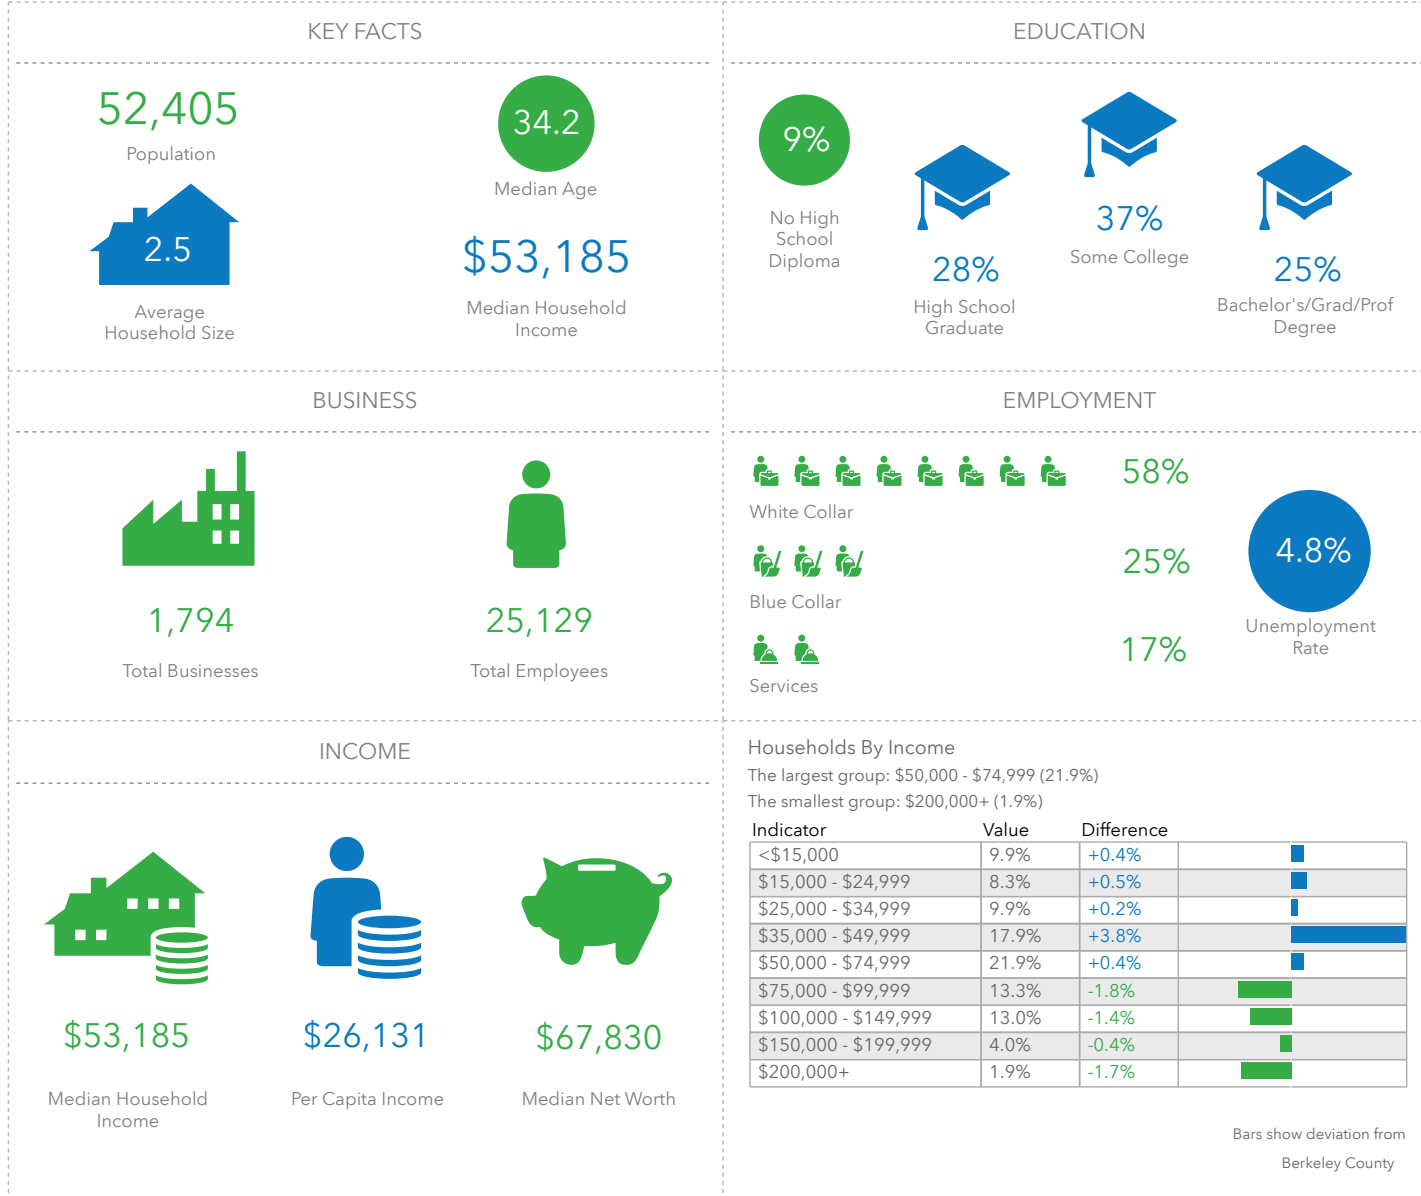 KEY FACTS
52,405
Population
34.2
Median Age
2.5
Average
Household Size
$53,185
Median Household
Income
EDUCATION
9%
No High
School
Diploma
28%
High School
Graduate
37%
Some College
25%
Bachelor's/Grad/Prof
Degree
BUSINESS
1,794
Total Businesses
25,129
Total Employees
EMPLOYMENT
58%
White Collar
25%
Blue Collar
17%
Services
4.8%
Unemployment
Rate
INCOME
$53,185
Median Household
Income
$26,131
Per Capita Income
$67,830
Median Net Worth
Households By Income
The largest group: $50,000 - $74,999 (21.9%)
The smallest group: $200,000+ (1.9%)
Indicator Value Difference
<$15,000 9.9% +0.4%
$15,000 - $24,999 8.3% +0.5%
$25,000 - $34,999 9.9% +0.2%
$35,000 - $49,999 17.9% +3.8%
$50,000 - $74,999 21.9% +0.4%
$75,000 - $99,999 13.3% -1.8%
$100,000 - $149,999 13.0% -1.4%
$150,000 - $199,999 4.0% -0.4%
$200,000+ 1.9% -1.7%
Bars show deviation from
Berkeley County